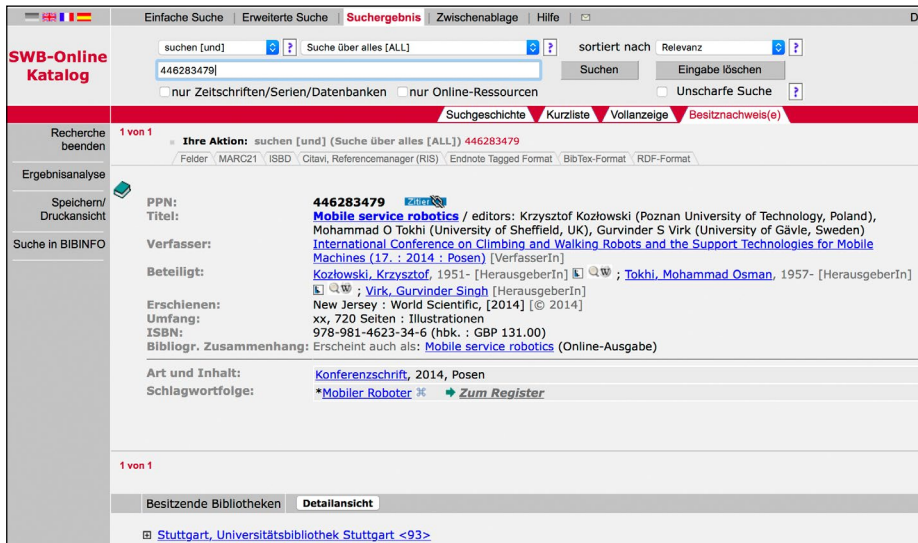 Einfache Suche | Erweiterte Suche | Suchergebnis | Zwischenablage | Hilfe | D
SWB-Online
Katalog
suchen [und] ? Suche über alles [ALL] ? sortiert nach Relevanz ?
446283479 Suchen Eingabe löschen
nur Zeitschriften/Serien/Datenbanken nur Online-Ressourcen Unscharfe Suche ?
Suchgeschichte Kurzliste Vollanzeige Besitznachweis(e)
Recherche
beenden
Ergebnisanalyse
Speichern/
Druckansicht
Suche in BIBINFO
1 von 1
Ihre Aktion: suchen [und] (Suche über alles [ALL]) 446283479
Felder MARC21 ISBD Citavi, Referencemanager (RIS) Endnote Tagged Format BibTex-Format RDF-Format
PPN: 446283479
Titel: Mobile service robotics / editors: Krzysztof Kozłowski (Poznan University of Technology, Poland),
Mohammad O Tokhi (University of Sheffield, UK), Gurvinder S Virk (University of Gävle, Sweden)
Verfasser: International Conference on Climbing and Walking Robots and the Support Technologies for Mobile
Machines (17. : 2014 : Posen) [VerfasserIn]
Beteiligt: Kozłowski, Krzysztof, 1951- [HerausgeberIn] L W ; Tokhi, Mohammad Osman, 1957- [HerausgeberIn]
L W ; Virk, Gurvinder Singh [HerausgeberIn]
Erschienen: New Jersey : World Scientific, [2014] [© 2014]
Umfang: xx, 720 Seiten : Illustrationen
ISBN: 978-981-4623-34-6 (hbk. : GBP 131.00)
Bibliogr. Zusammenhang: Erscheint auch als: Mobile service robotics (Online-Ausgabe)
Art und Inhalt: Konferenzschrift, 2014, Posen
Schlagwortfolge: *Mobiler Roboter ⌘ ➔ Zum Register
1 von 1
Besitzende Bibliotheken Detailansicht
Stuttgart, Universitätsbibliothek Stuttgart <93>